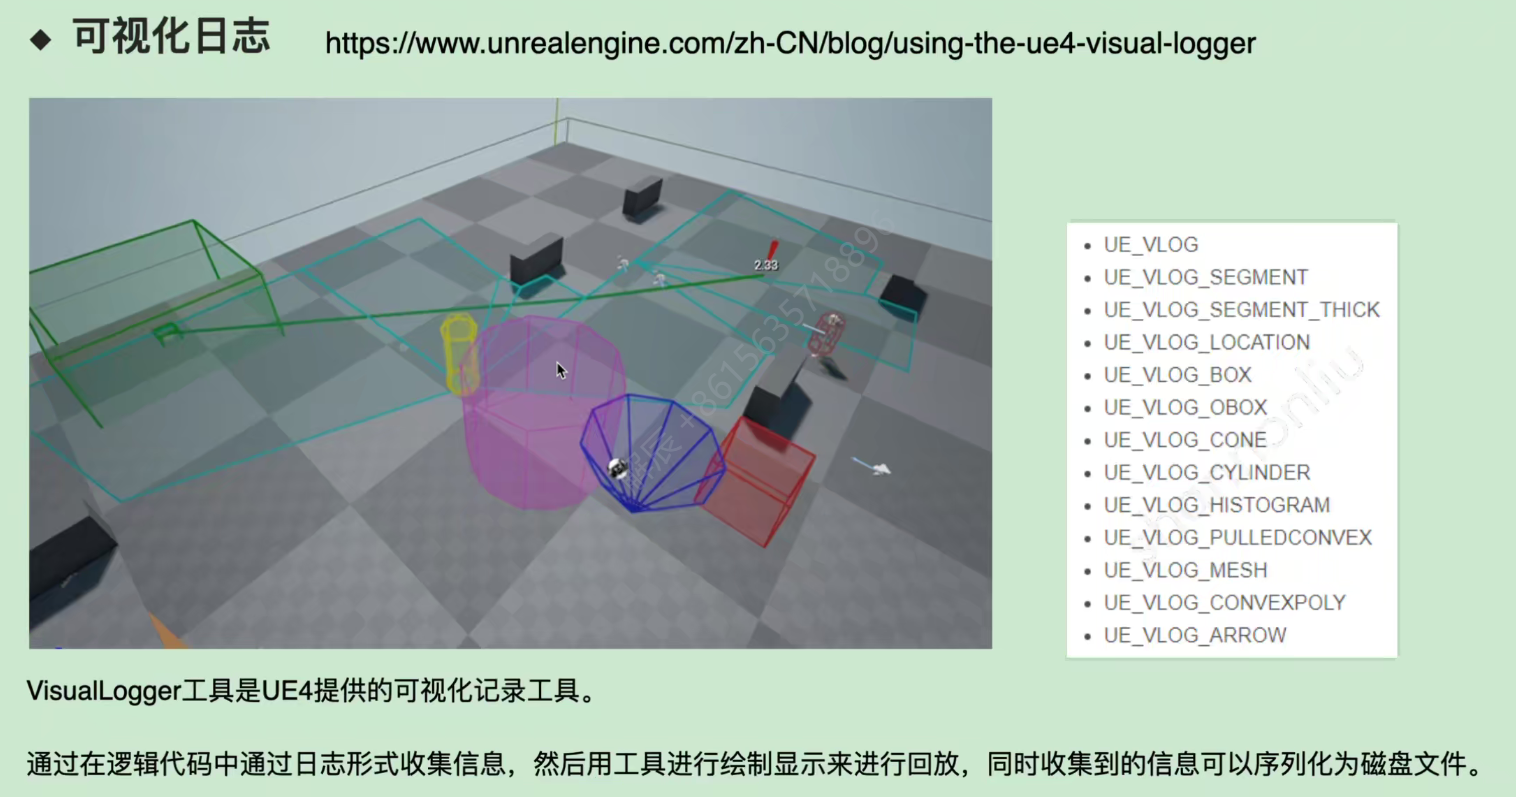 ◆ 可视化日志 https://www.unrealengine.com/zh-CN/blog/using-the-ue4-visual-logger
2.33
• UE_VLOG
• UE_VLOG_SEGMENT
• UE_VLOG_SEGMENT_THICK
• UE_VLOG_LOCATION
• UE_VLOG_BOX
• UE_VLOG_OBOX
• UE_VLOG_CONE
• UE_VLOG_CYLINDER
• UE_VLOG_HISTOGRAM
• UE_VLOG_PULLEDCONVEX
• UE_VLOG_MESH
• UE_VLOG_CONVEXPOLY
• UE_VLOG_ARROW
VisualLogger工具是UE4提供的可视化记录工具。
通过在逻辑代码中通过日志形式收集信息，然后用工具进行绘制显示来进行回放，同时收集到的信息可以序列化为磁盘文件。